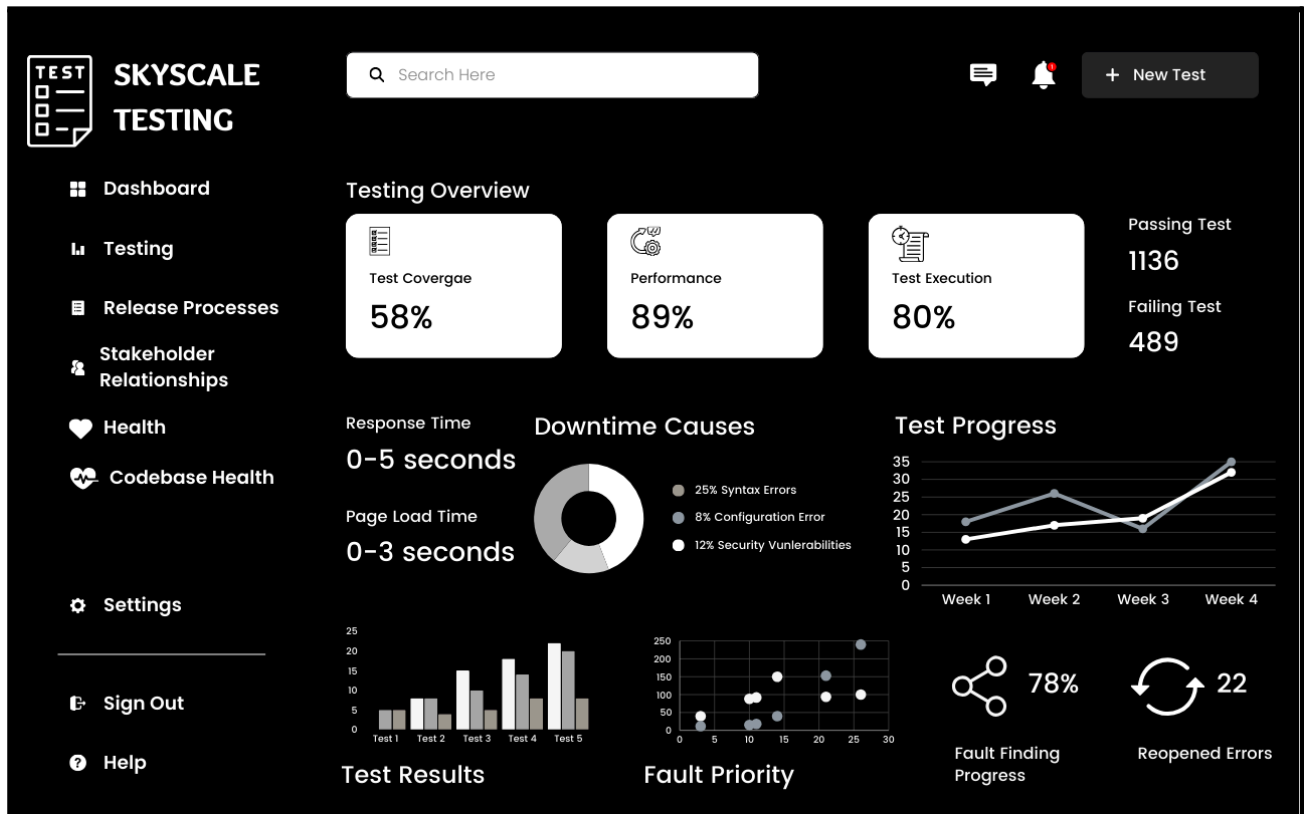 TEST
SKYSCALE
TESTING
Search Here
1
+ New Test
Dashboard
Testing
Release Processes
Stakeholder
Relationships
Health
Codebase Health
Settings
Sign Out
Help
Testing Overview
Test Covergae
58%
Performance
89%
Test Execution
80%
Passing Test
1136
Failing Test
489
Response Time
0-5 seconds
Page Load Time
0-3 seconds
Downtime Causes
25% Syntax Errors
8% Configuration Error
12% Security Vunlerabilities
Test Progress
35
30
25
20
15
10
5
0
Week 1 Week 2 Week 3 Week 4
25
20
15
10
5
0
Test 1 Test 2 Test 3 Test 4 Test 5
Test Results
250
200
150
100
50
0
0 5 10 15 20 25 30
Fault Priority
78%
Fault Finding
Progress
22
Reopened Errors